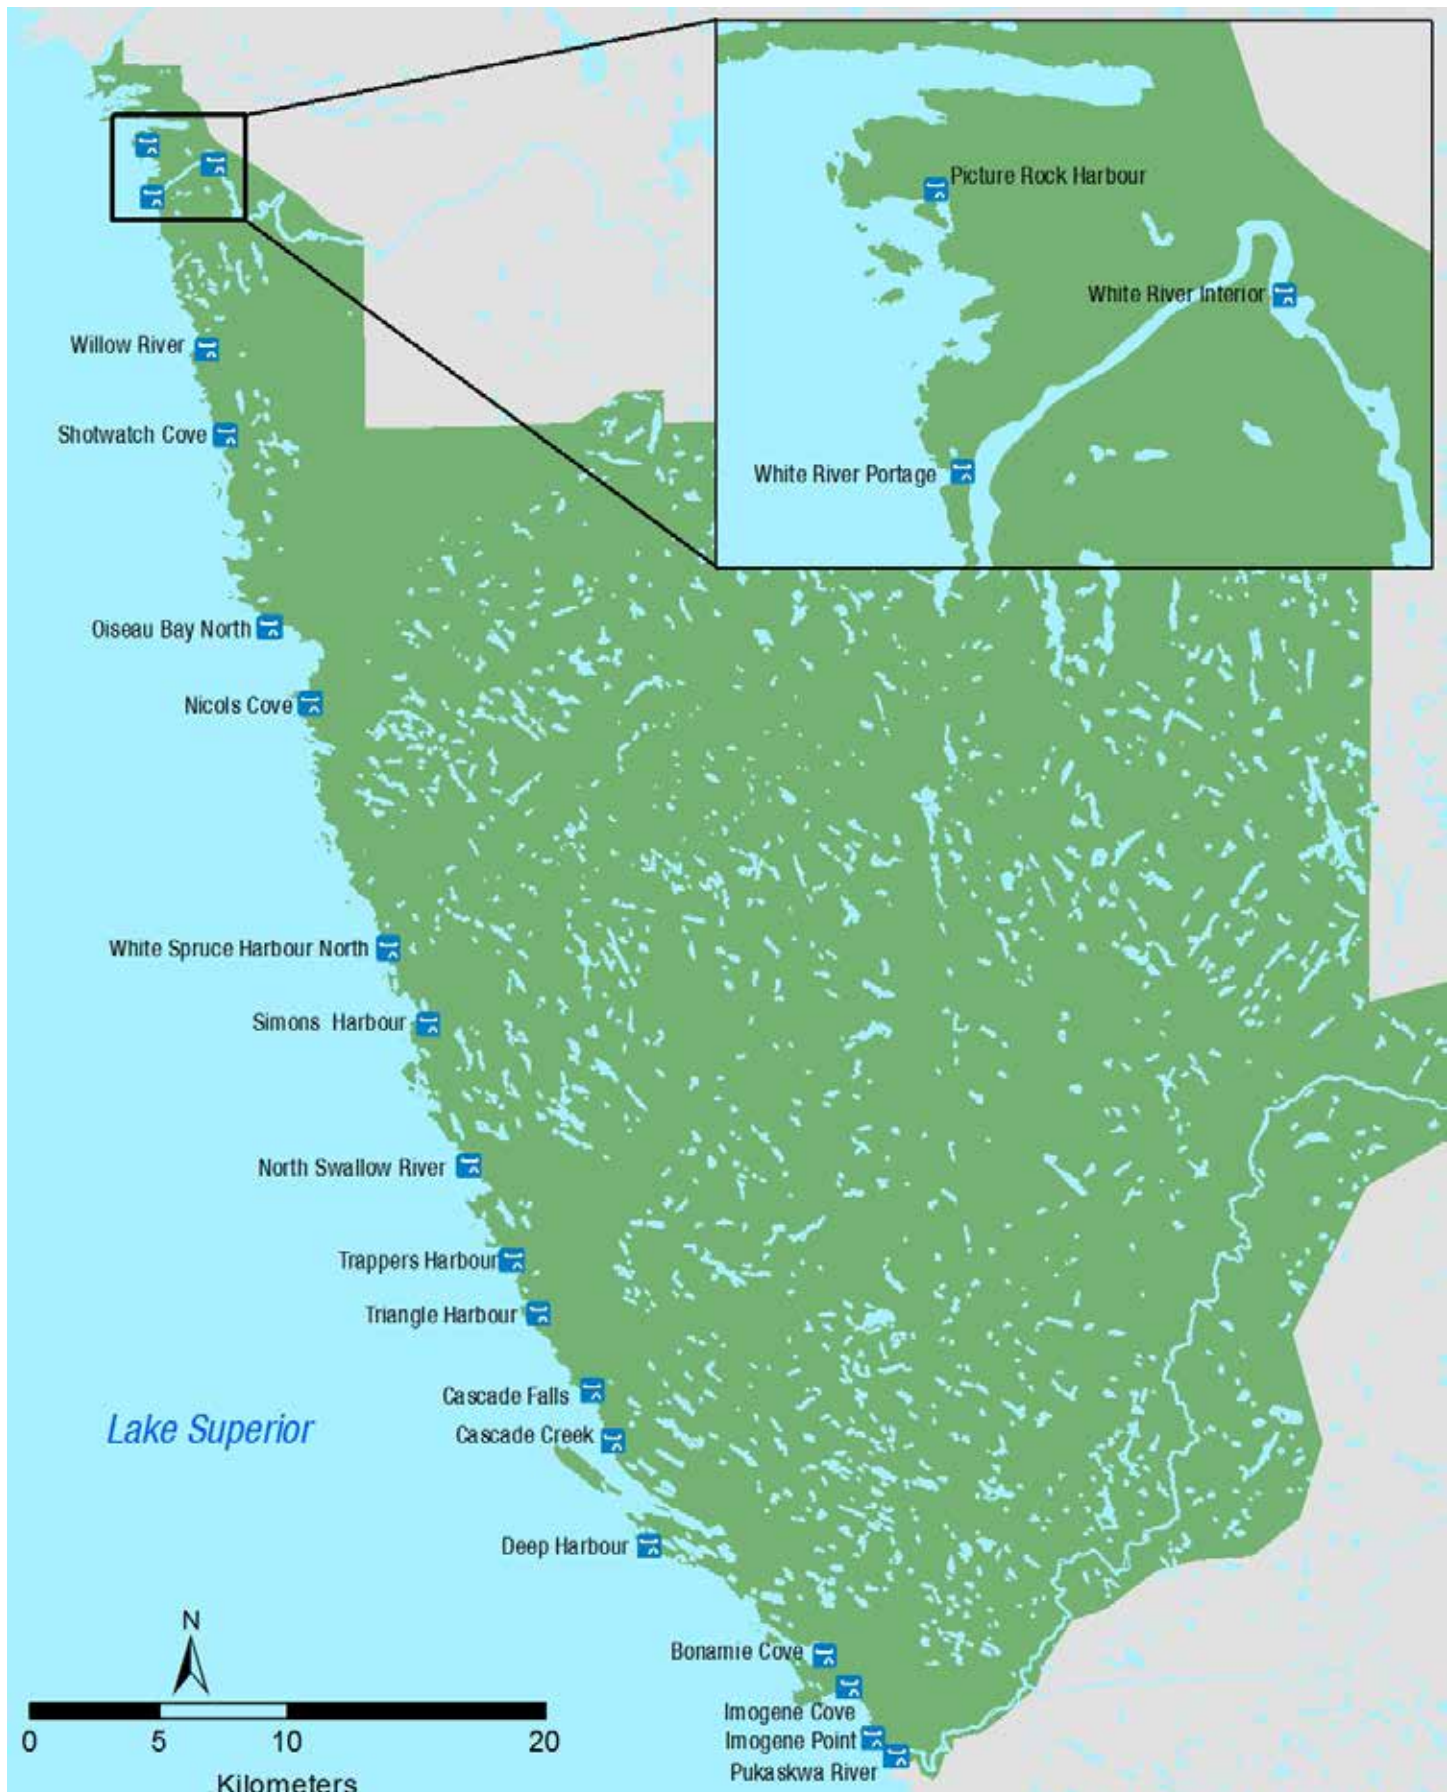 Picture Rock Harbour
White River Interior
White River Portage
Willow River
Shotwatch Cove
Oiseau Bay North
Nicols Cove
White Spruce Harbour North
Simons Harbour
North Swallow River
Trappers Harbour
Triangle Harbour
Cascade Falls
Lake Superior
Cascade Creek
Deep Harbour
N
Bonamie Cove
Imogene Cove
0 5 10 20
Imogene Point
Pukaskwa River
Kilometers